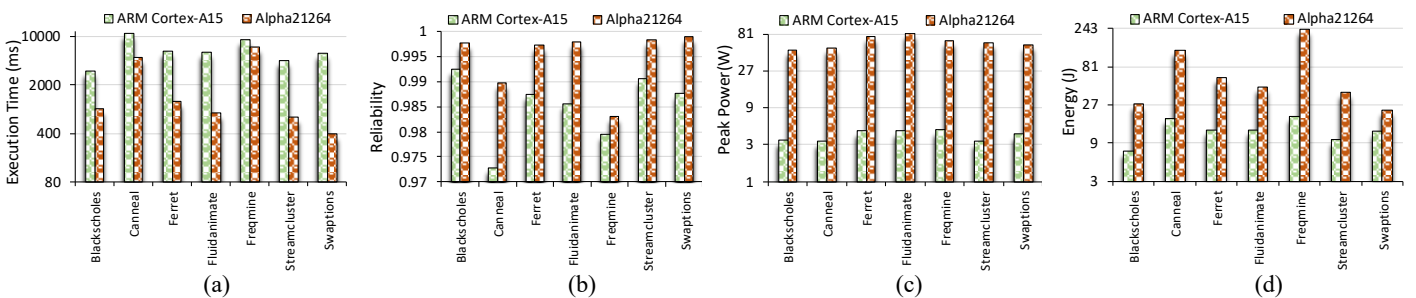 ARM Cortex-A15 Alpha21264
Execution Time (ms)
10000
2000
400
80
Blackscholes
Canneal
Ferret
Fluidanimate
Freqmine
Streamcluster
Swaptions
(a)
ARM Cortex-A15 Alpha21264
Reliability
1
0.995
0.99
0.985
0.98
0.975
0.97
Blackscholes
Canneal
Ferret
Fluidanimate
Freqmine
Streamcluster
Swaptions
(b)
ARM Cortex-A15 Alpha21264
Peak Power(W)
81
27
9
3
1
Blackscholes
Canneal
Ferret
Fluidanimate
Freqmine
Streamcluster
Swaptions
(c)
ARM Cortex-A15 Alpha21264
Energy (J)
243
81
27
9
3
Blackscholes
Canneal
Ferret
Fluidanimate
Freqmine
Streamcluster
Swaptions
(d)